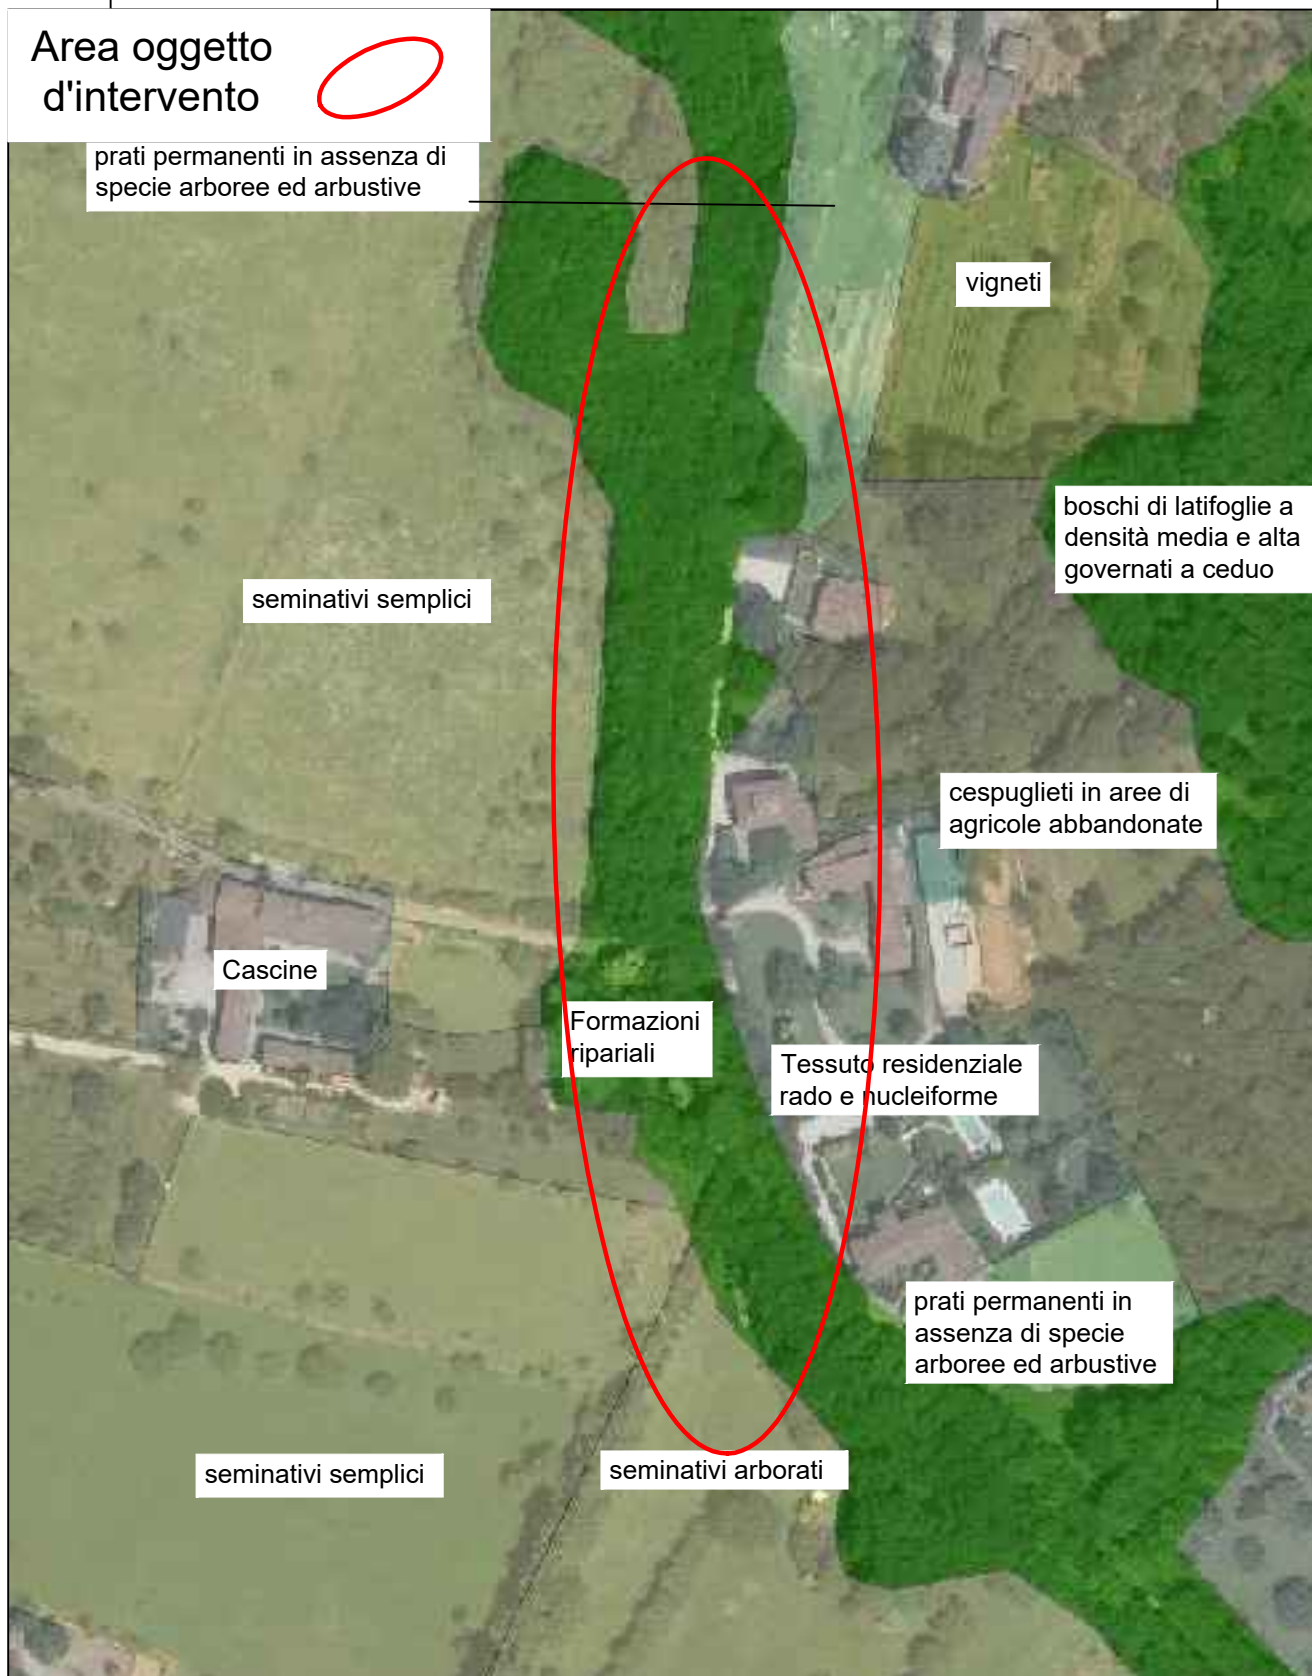 Area oggetto
d'intervento
prati permanenti in assenza di
specie arboree ed arbustive
vigneti
boschi di latifoglie a
densità media e alta
governati a ceduo
seminativi semplici
cespuglieti in aree di
agricole abbandonate
Cascine
Formazioni
ripariali
Tessuto residenziale
rado e nucleiforme
prati permanenti in
assenza di specie
arboree ed arbustive
seminativi arborati
seminativi semplici